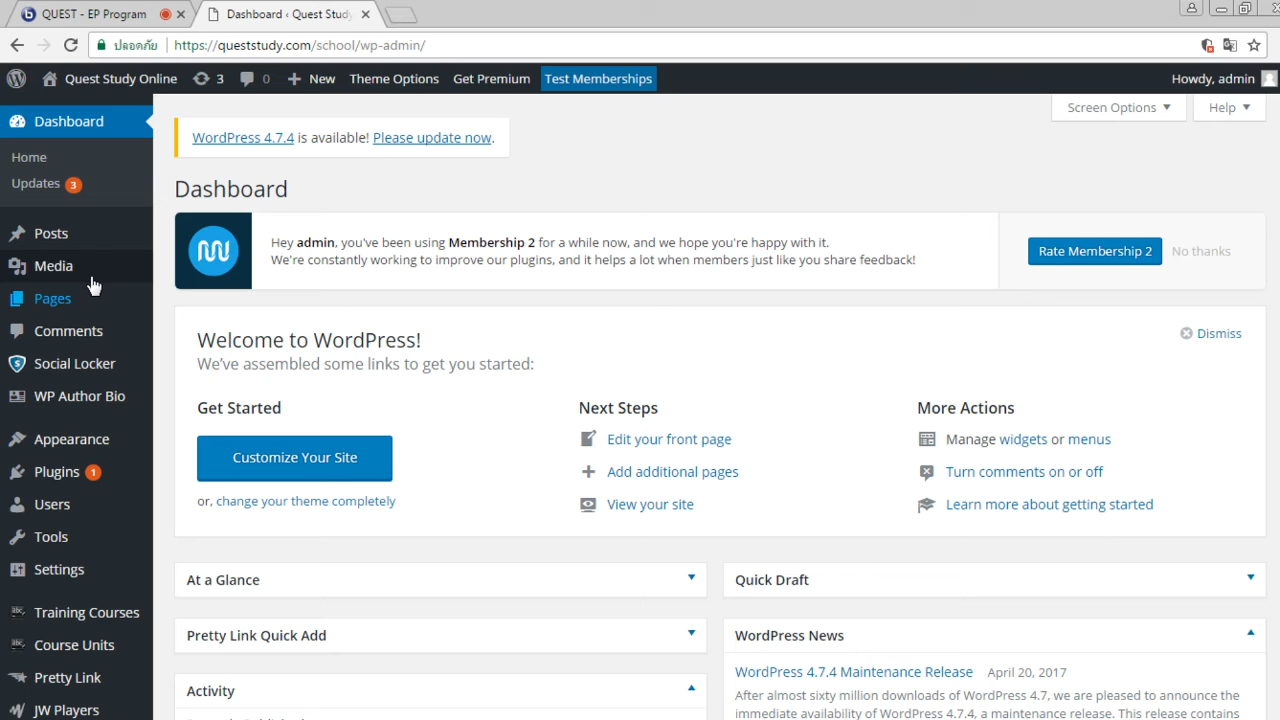 QUEST - EP Program
Dashboard ‹ Quest Study
ปลอดภัย https://queststudy.com/school/wp-admin/
Quest Study Online 3 0 New Theme Options Get Premium Test Memberships Howdy, admin
Dashboard
Home
Updates 3
Posts
Media
Pages
Comments
Social Locker
WP Author Bio
Appearance
Plugins 1
Users
Tools
Settings
Training Courses
Course Units
Pretty Link
JW Players
Screen Options Help
WordPress 4.7.4 is available! Please update now.
Dashboard
Hey admin, you've been using Membership 2 for a while now, and we hope you're happy with it.
We're constantly working to improve our plugins, and it helps a lot when members just like you share feedback!
Rate Membership 2 No thanks
Welcome to WordPress!
Dismiss
We've assembled some links to get you started:
Get Started
Customize Your Site
or, change your theme completely
Next Steps
Edit your front page
Add additional pages
View your site
More Actions
Manage widgets or menus
Turn comments on or off
Learn more about getting started
At a Glance
Pretty Link Quick Add
Activity
Quick Draft
WordPress News
WordPress 4.7.4 Maintenance Release April 20, 2017
After almost sixty million downloads of WordPress 4.7, we are pleased to announce the
immediate availability of WordPress 4.7.4, a maintenance release. This release contains